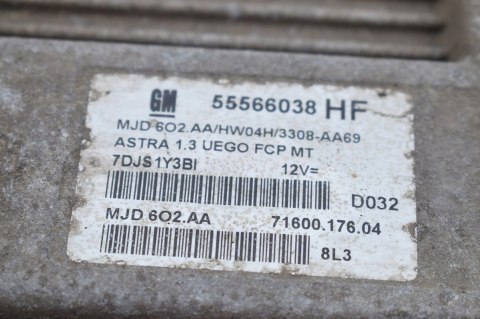 GM 55566038 HF
MJD 6O2.AA/HW04H/3308-AA69
ASTRA 1.3 UEGO FCP MT
7DJS1Y3BI 12V=
D032
MJD 6O2.AA 71600.176.04
8L3